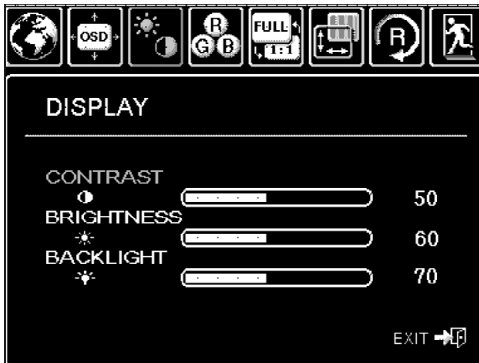 OSD
R
G B
FULL
1:1
R
DISPLAY
CONTRAST
50
BRIGHTNESS
60
BACKLIGHT
70
EXIT